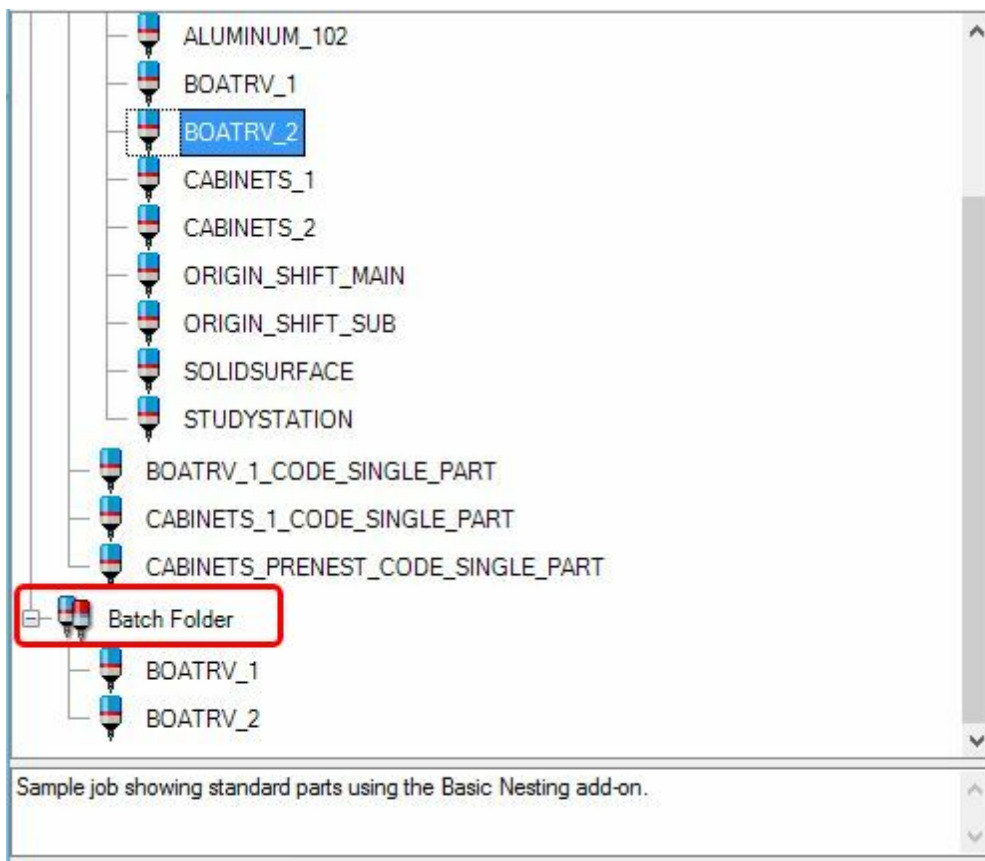 ALUMINUM_102
BOATRV_1
BOATRV_2
CABINETS_1
CABINETS_2
ORIGIN_SHIFT_MAIN
ORIGIN_SHIFT_SUB
SOLIDSURFACE
STUDYSTATION
BOATRV_1_CODE_SINGLE_PART
CABINETS_1_CODE_SINGLE_PART
CABINETS_PRENEST_CODE_SINGLE_PART
Batch Folder
BOATRV_1
BOATRV_2
Sample job showing standard parts using the Basic Nesting add-on.